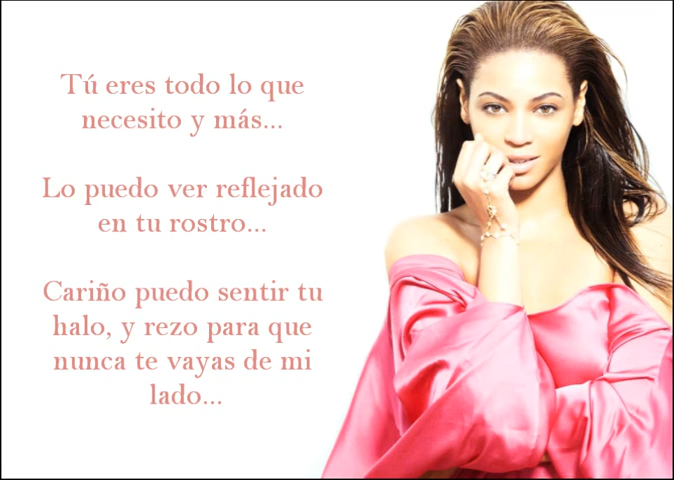 Tú eres todo lo que
necesito y más...
Lo puedo ver reflejado
en tu rostro...
Cariño puedo sentir tu
halo, y rezo para que
nunca te vayas de mi
lado...